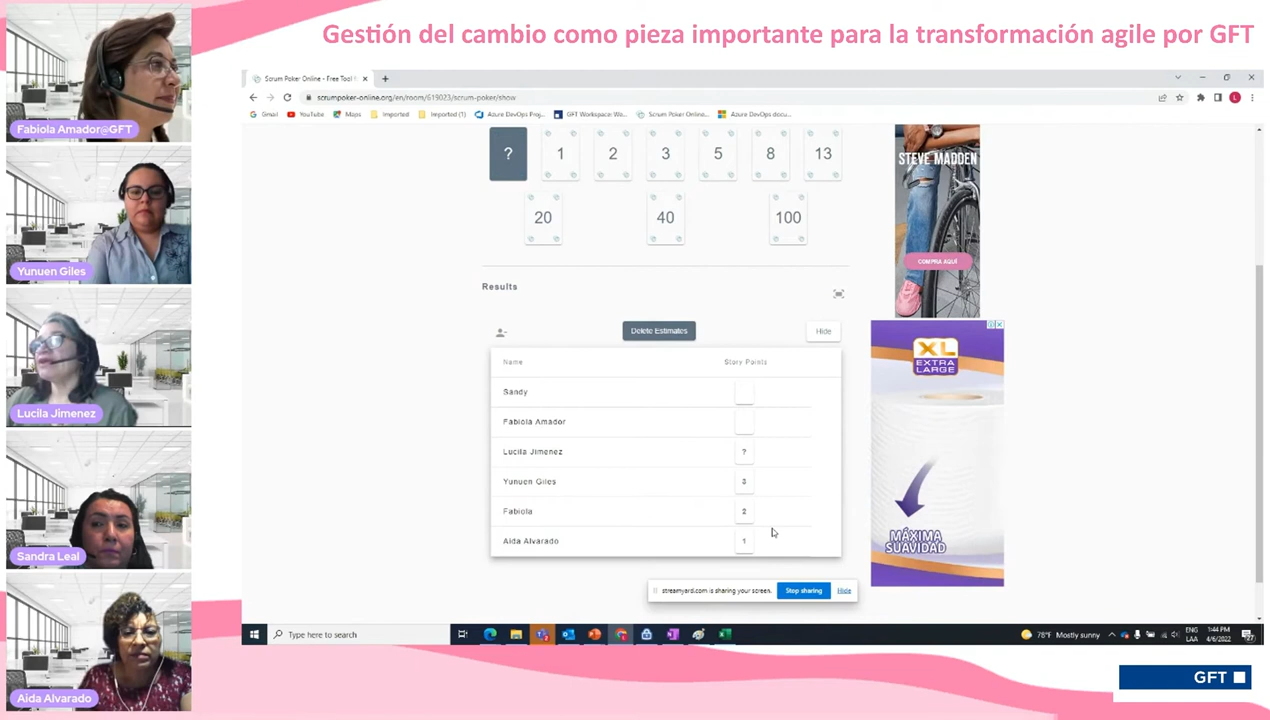 Gestión del cambio como pieza importante para la transformación agile por GFT
Fabiola Amador@GFT
Yunuen Giles
Lucila Jimenez
Sandra Leal
Aida Alvarado
Scrum Poker Online - Free Tool f
scrumpoker-online.org/en/room/619023/scrum-poker/show
Gmail
YouTube
Maps
Imported
Imported (1)
Azure DevOps Proj...
GFT Workspace: Wa...
Scrum Poker Online...
Azure DevOps docu...
? 1 2 3 5 8 13
20 40 100
Results
Delete Estimates
Hide
Name Story Points
Sandy
Fabiola Amador
Lucila Jimenez ?
Yunuen Giles 3
Fabiola 2
Aida Alvarado 1
STEVE MADDEN
COMPRA AQUÍ
XL
EXTRA
LARGE
MÁXIMA
SUAVIDAD
streamyard.com is sharing your screen.
Stop sharing
Hide
Type here to search
78°F Mostly sunny
ENG
LAA
1:44 PM
4/6/2022
GFT